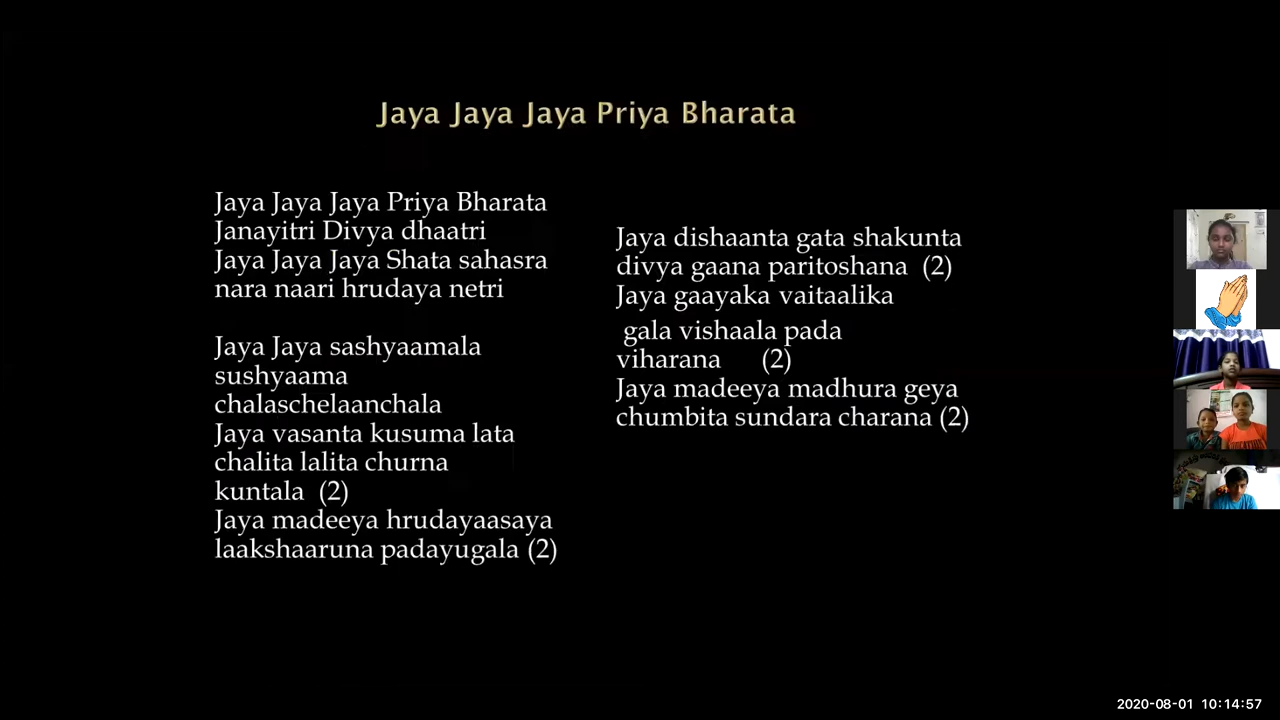 Jaya Jaya Jaya Priya Bharata
Jaya Jaya Jaya Priya Bharata
Janayitri Divya dhaatri
Jaya Jaya Jaya Shata sahasra
nara naari hrudaya netri
Jaya Jaya sashyaamala
sushyaama
chalaschelaanchala
Jaya vasanta kusuma lata
chalita lalita churna
kuntala (2)
Jaya madeeya hrudayaasaya
laakshaaruna padayugala (2)
Jaya dishaanta gata shakunta
divya gaana paritoshana (2)
Jaya gaayaka vaitaalika
gala vishaala pada
viharana (2)
Jaya madeeya madhura geya
chumbita sundara charana (2)
2020-08-01 10:14:57